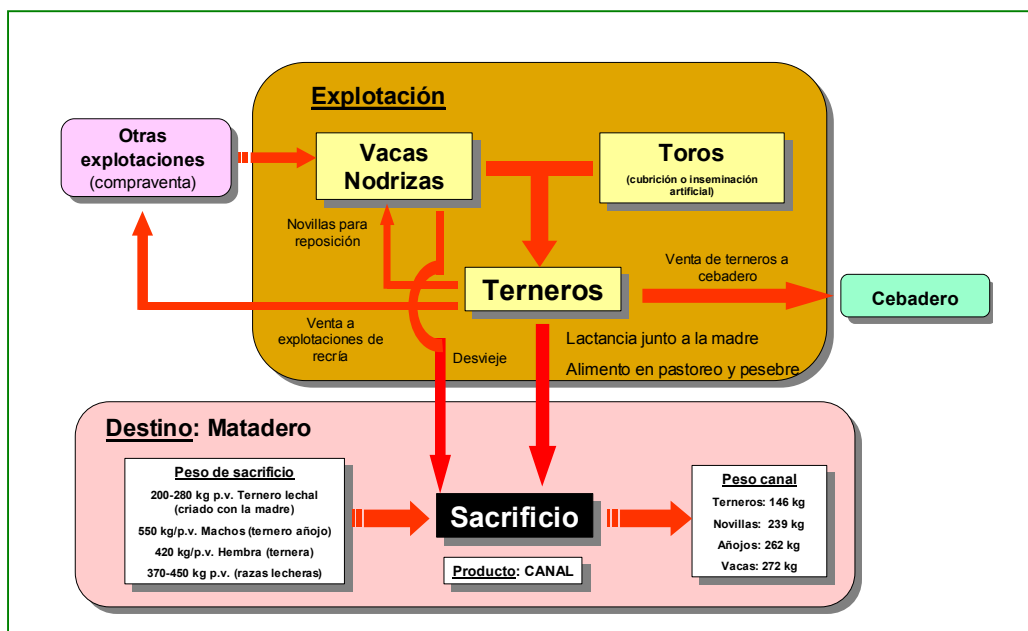 Explotación
Otras
explotaciones
(compraventa)
Vacas
Nodrizas
Toros
(cubrición o inseminación
artificial)
Novillas para
reposición
Terneros
Venta de terneros a
cebadero
Cebadero
Venta a
explotaciones de
recría
Desvieje
Lactancia junto a la madre
Alimento en pastoreo y pesebre
Destino: Matadero
Peso de sacrificio
200-280 kg p.v. Ternero lechal
(criado con la madre)
550 kg/p.v. Machos (ternero añojo)
420 kg/p.v. Hembra (ternera)
370-450 kg p.v. (razas lecheras)
Sacrificio
Producto: CANAL
Peso canal
Terneros: 146 kg
Novillas: 239 kg
Añojos: 262 kg
Vacas: 272 kg